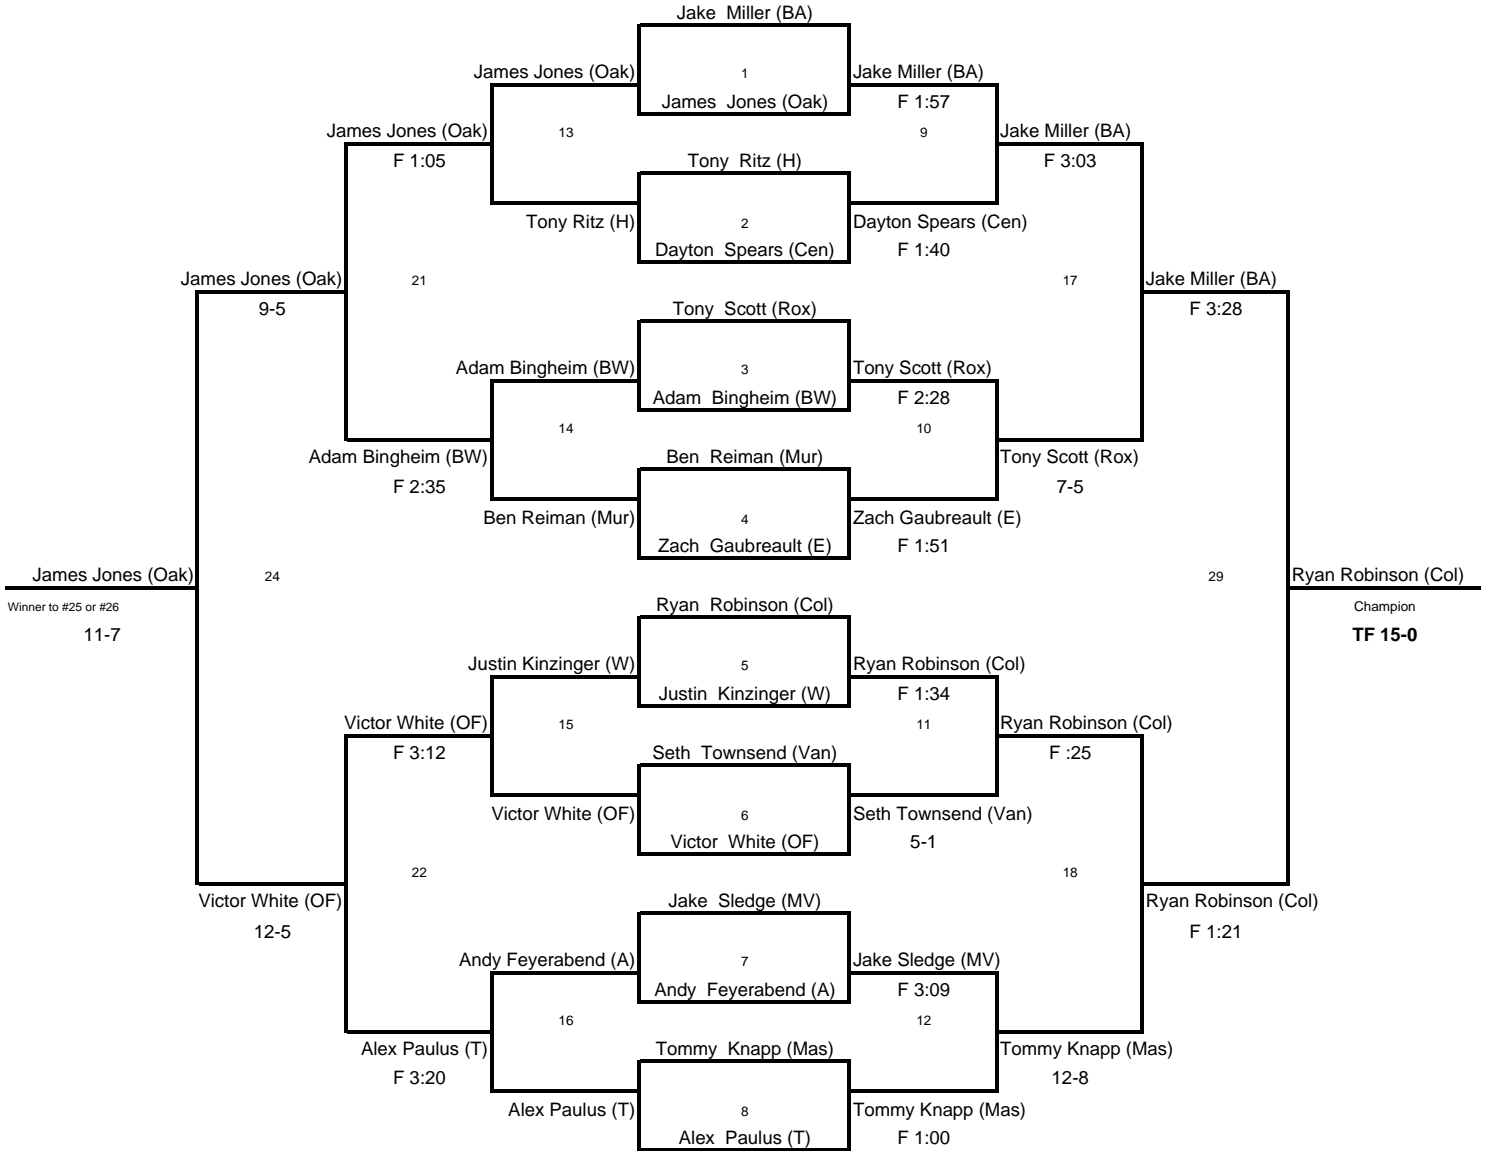 Jake Miller (BA)
James Jones (Oak)
1
Jake Miller (BA)
James Jones (Oak)
F 1:57
James Jones (Oak)
13
9
Jake Miller (BA)
F 1:05
Tony Ritz (H)
F 3:03
Tony Ritz (H)
2
Dayton Spears (Cen)
Dayton Spears (Cen)
F 1:40
James Jones (Oak)
21
17
Jake Miller (BA)
9-5
Tony Scott (Rox)
F 3:28
Adam Bingheim (BW)
3
Tony Scott (Rox)
Adam Bingheim (BW)
F 2:28
14
10
Adam Bingheim (BW)
Ben Reiman (Mur)
Tony Scott (Rox)
F 2:35
7-5
Ben Reiman (Mur)
4
Zach Gaubreault (E)
Zach Gaubreault (E)
F 1:51
James Jones (Oak)
24
29
Ryan Robinson (Col)
Winner to #25 or #26
Ryan Robinson (Col)
Champion
11-7
TF 15-0
Justin Kinzinger (W)
5
Ryan Robinson (Col)
Justin Kinzinger (W)
F 1:34
Victor White (OF)
15
11
Ryan Robinson (Col)
F 3:12
Seth Townsend (Van)
F :25
Victor White (OF)
6
Seth Townsend (Van)
Victor White (OF)
5-1
22
18
Victor White (OF)
Jake Sledge (MV)
Ryan Robinson (Col)
12-5
F 1:21
Andy Feyerabend (A)
7
Jake Sledge (MV)
Andy Feyerabend (A)
F 3:09
16
12
Alex Paulus (T)
Tommy Knapp (Mas)
Tommy Knapp (Mas)
F 3:20
12-8
Alex Paulus (T)
8
Tommy Knapp (Mas)
Alex Paulus (T)
F 1:00